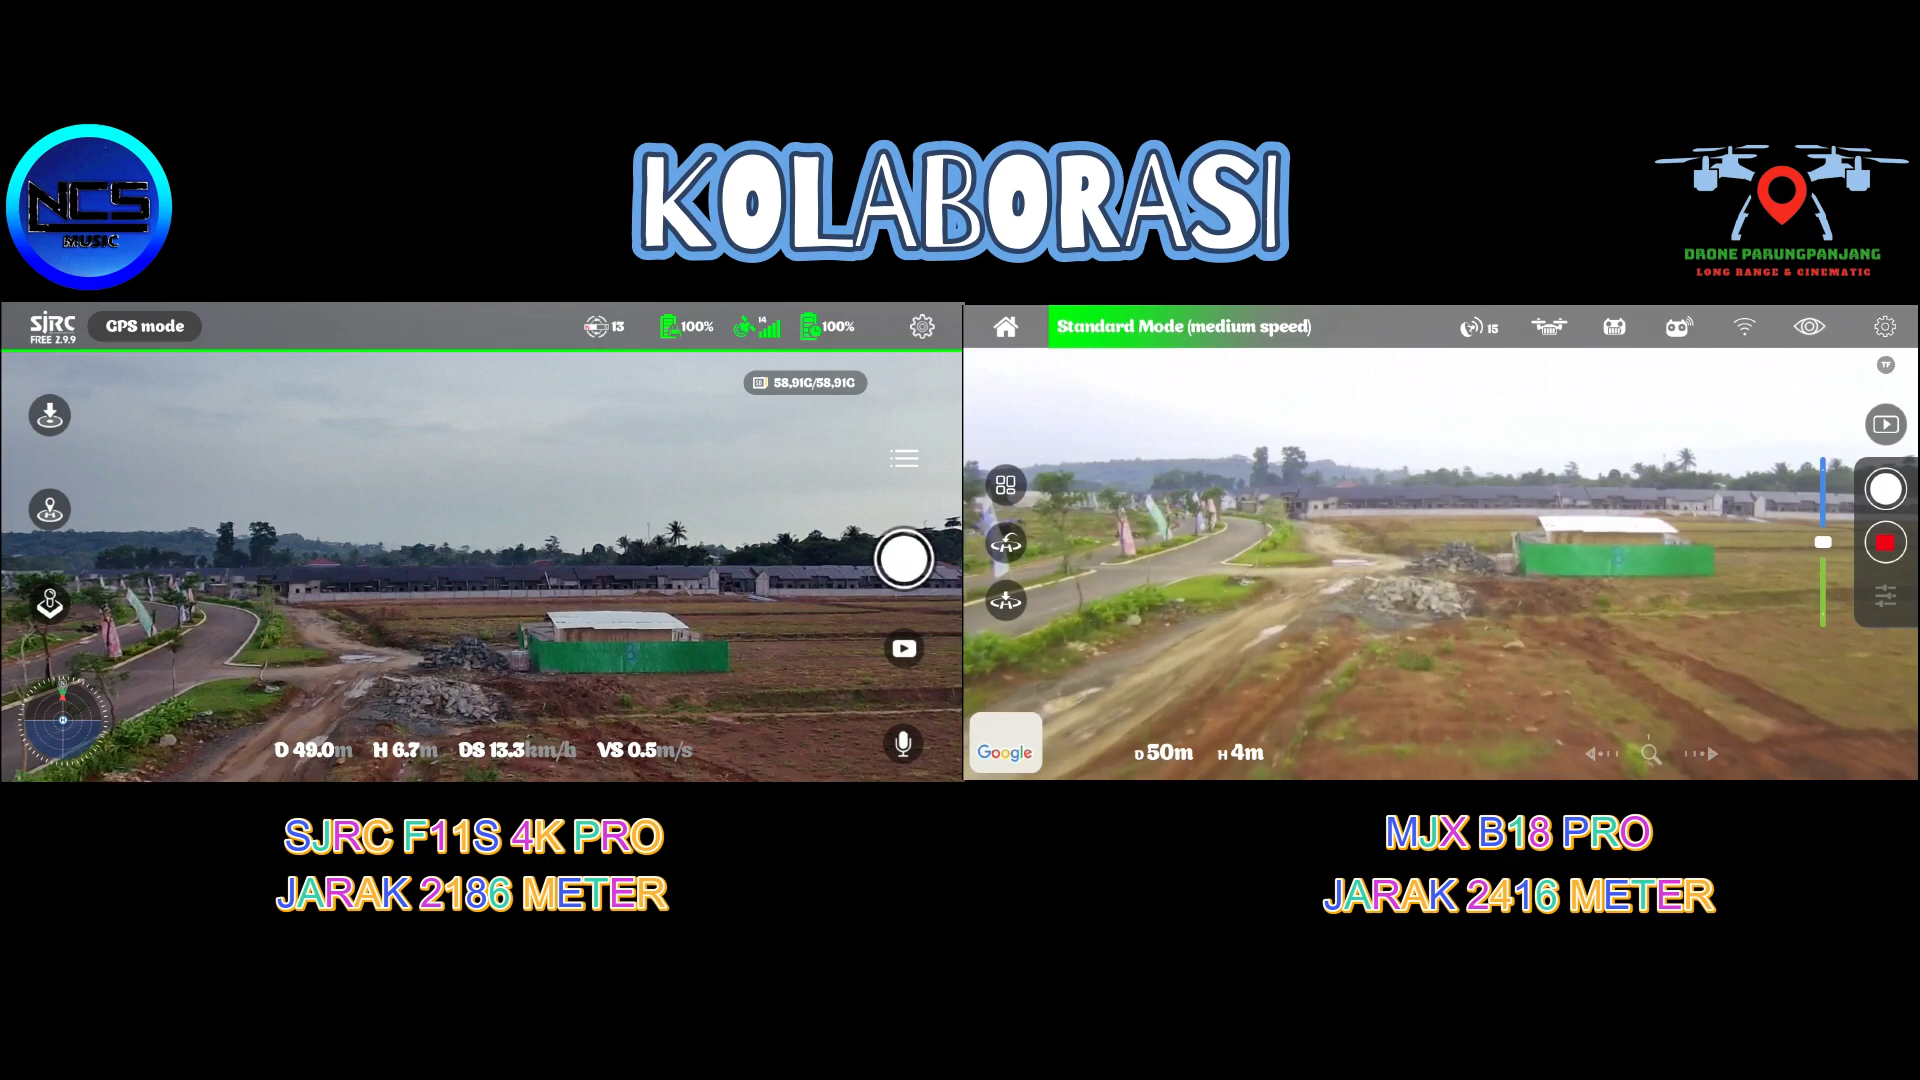 KOLABORASI
NCS
MUSIC
DRONE PARUNGPANJANG
LONG RANGE & CINEMATIC
SJRC
FREE 2.9.9
GPS mode
13
100%
14
100%
58,91G/58,91G
D 49.0m H 6.7m DS 13.3km/h VS 0.5m/s
Standard Mode (medium speed)
15
TF
Google
D 50m H 4m
SJRC F11S 4K PRO
JARAK 2186 METER
MJX B18 PRO
JARAK 2416 METER